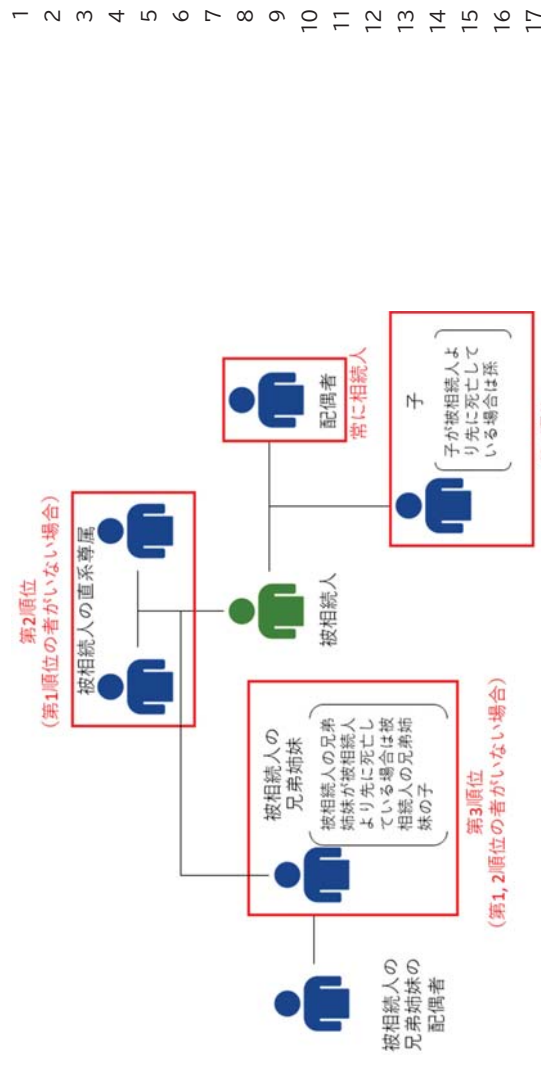 1
2
3
4
5
6
7
8
9
10
11
12
13
14
15
16
17
第2順位
（第1順位の者がいない場合）
被相続人の直系尊属
配偶者
常に相続人
被相続人
子
子が被相続人よ
り先に死亡して
いる場合は孫
被相続人の
兄弟姉妹
被相続人の兄弟
姉妹が被相続人
より先に死亡し
ている場合は被
相続人の兄弟姉
妹の子
第3順位
（第1, 2順位の者がいない場合）
被相続人の
兄弟姉妹の
配偶者